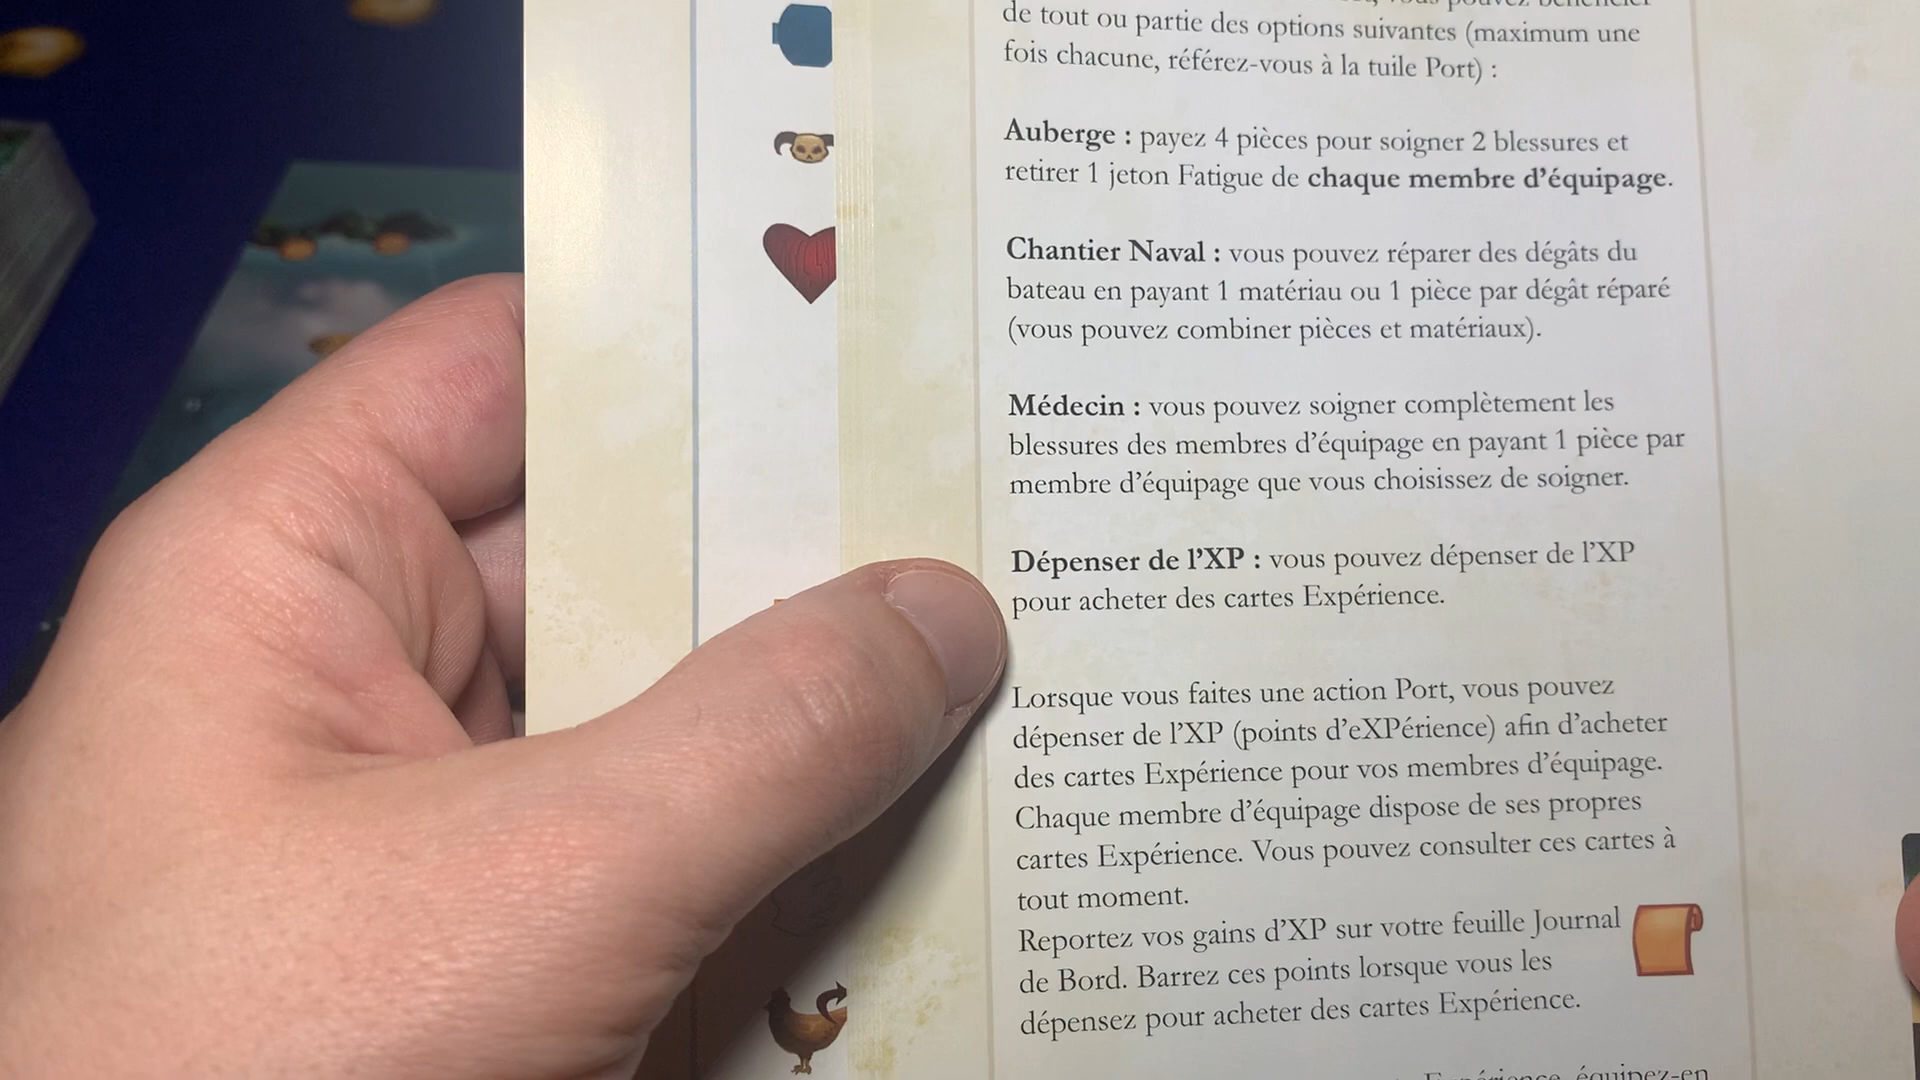 de tout ou partie des options suivantes (maximum une
fois chacune, référez-vous à la tuile Port) :
Auberge : payez 4 pièces pour soigner 2 blessures et
retirer 1 jeton Fatigue de chaque membre d'équipage.
Chantier Naval : vous pouvez réparer des dégâts du
bateau en payant 1 matériau ou 1 pièce par dégât réparé
(vous pouvez combiner pièces et matériaux).
Médecin : vous pouvez soigner complètement les
blessures des membres d'équipage en payant 1 pièce par
membre d'équipage que vous choisissez de soigner.
Dépenser de l'XP : vous pouvez dépenser de l'XP
pour acheter des cartes Expérience.
Lorsque vous faites une action Port, vous pouvez
dépenser de l'XP (points d'eXPérience) afin d'acheter
des cartes Expérience pour vos membres d'équipage.
Chaque membre d'équipage dispose de ses propres
cartes Expérience. Vous pouvez consulter ces cartes à
tout moment.
Reportez vos gains d'XP sur votre feuille Journal
de Bord. Barrez ces points lorsque vous les
dépensez pour acheter des cartes Expérience.